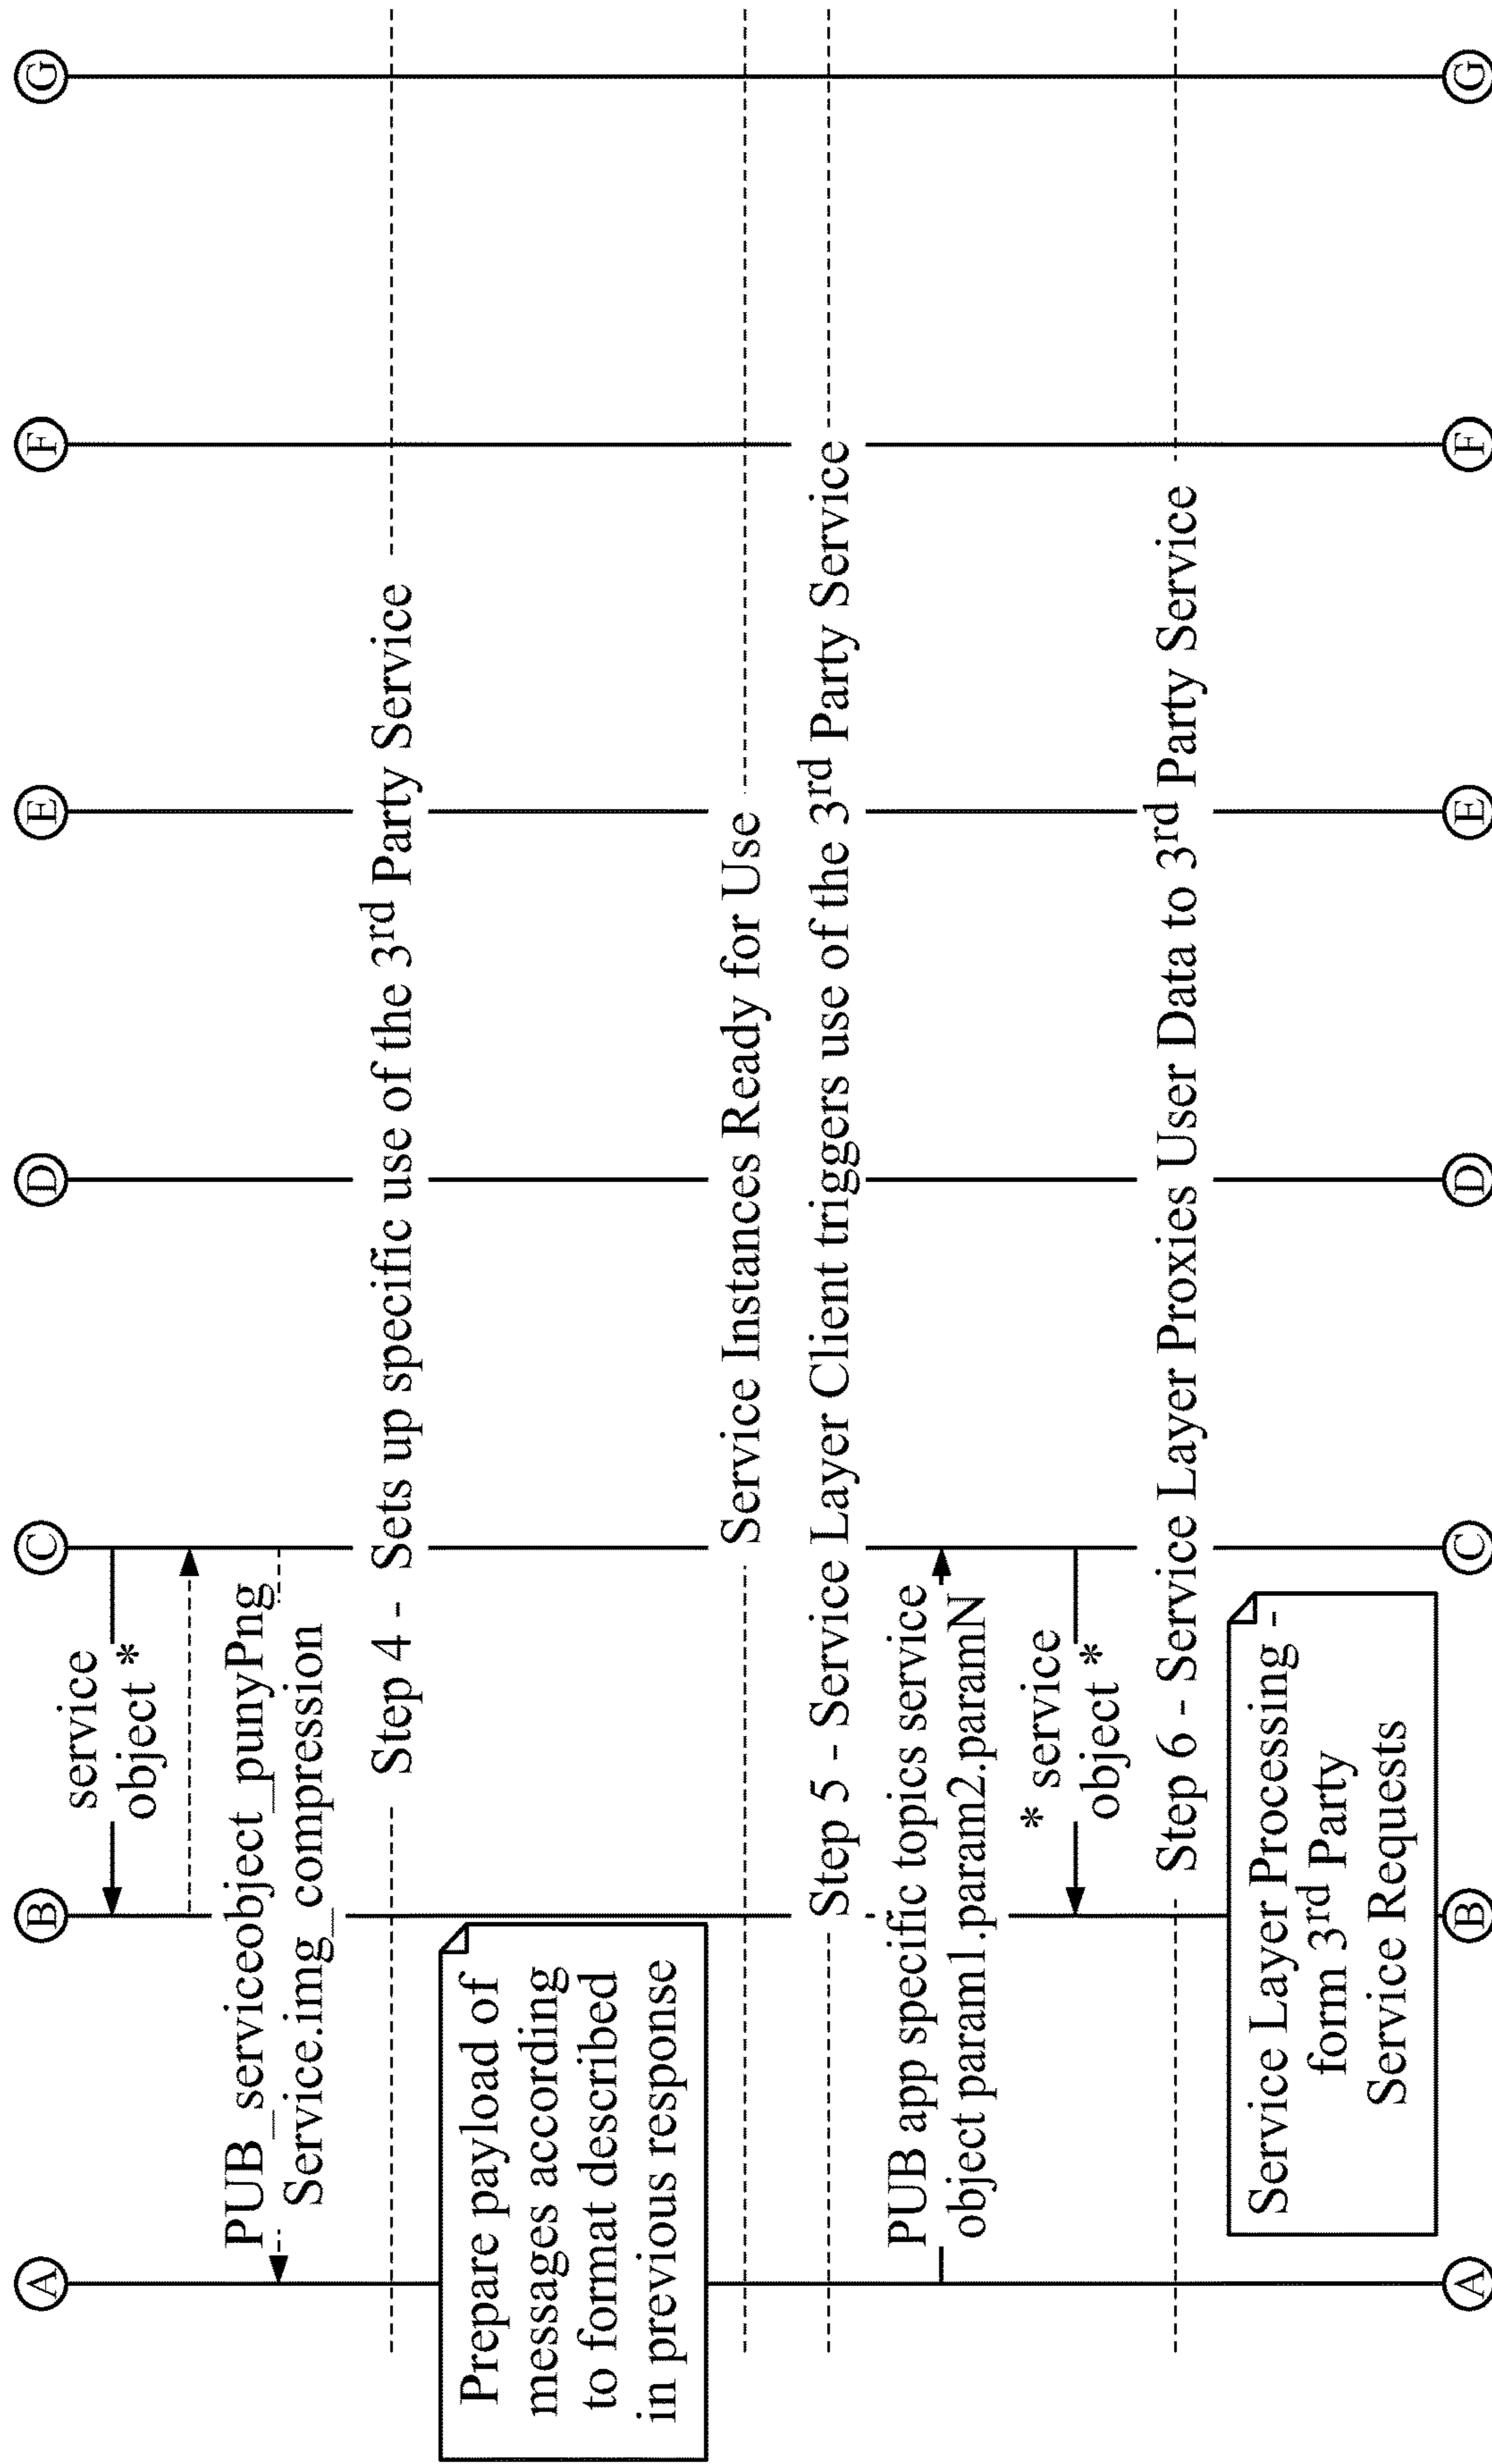 A B C D E F G
service
object *
PUB_serviceobject_punyPng
Service.img_compression
Step 4 - Sets up specific use of the 3rd Party Service
Prepare payload of
messages according
to format described
in previous response
Service Instances Ready for Use
Step 5 - Service Layer Client triggers use of the 3rd Party Service
PUB app specific topics service
object param1.param2.paramN
* service
object *
Step 6 - Service Layer Proxies User Data to 3rd Party Service
Service Layer Processing -
form 3rd Party
Service Requests
A B C D E F G